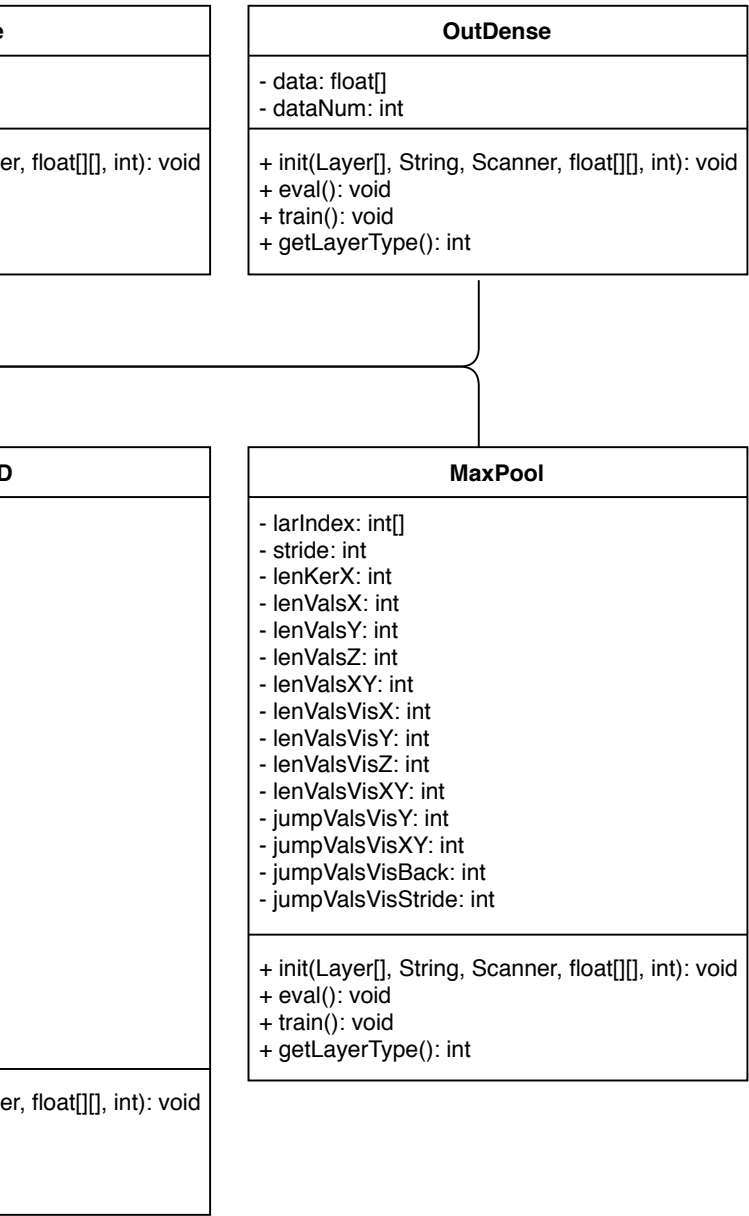 e
er, float[][], int): void
OutDense
- data: float[]
- dataNum: int
+ init(Layer[], String, Scanner, float[][], int): void
+ eval(): void
+ train(): void
+ getLayerType(): int
D
er, float[][], int): void
MaxPool
- larIndex: int[]
- stride: int
- lenKerX: int
- lenValsX: int
- lenValsY: int
- lenValsZ: int
- lenValsXY: int
- lenValsVisX: int
- lenValsVisY: int
- lenValsVisZ: int
- lenValsVisXY: int
- jumpValsVisY: int
- jumpValsVisXY: int
- jumpValsVisBack: int
- jumpValsVisStride: int
+ init(Layer[], String, Scanner, float[][], int): void
+ eval(): void
+ train(): void
+ getLayerType(): int